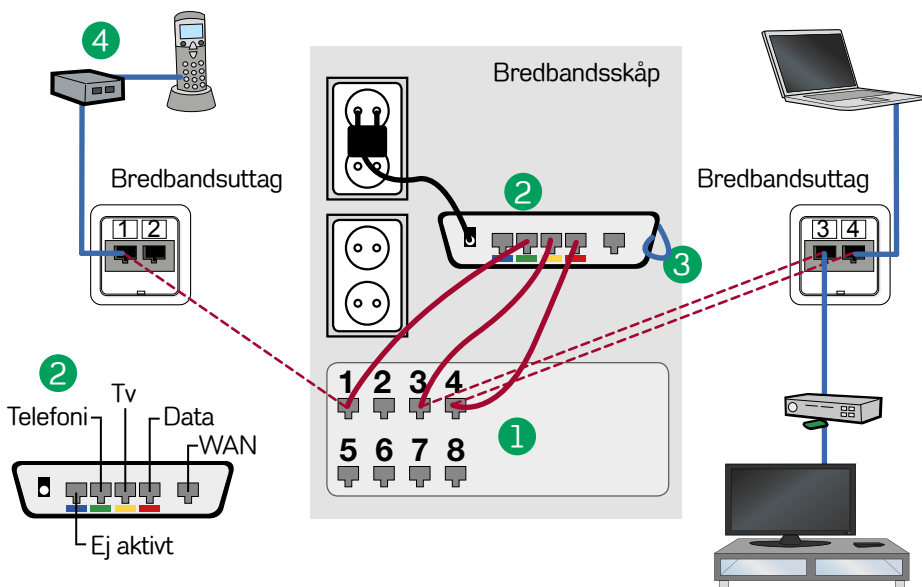 4
Bredbandsskåp
Bredbandsuttag
1 2
2
3
Bredbandsuttag
3 4
1 2 3 4
5 6 7 8
1
2
Telefoni
Tv
Data
WAN
Ej aktivt